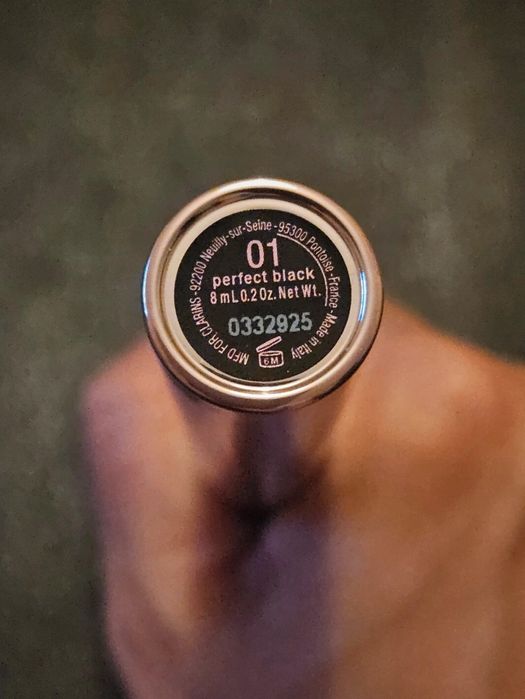 MFD FOR CLARINS - 92200 Neuilly-sur-Seine - 95300 Pontoise - France - Made in Italy
01
perfect black
8 mL 0.2 Oz. Net Wt.
0332925
6M